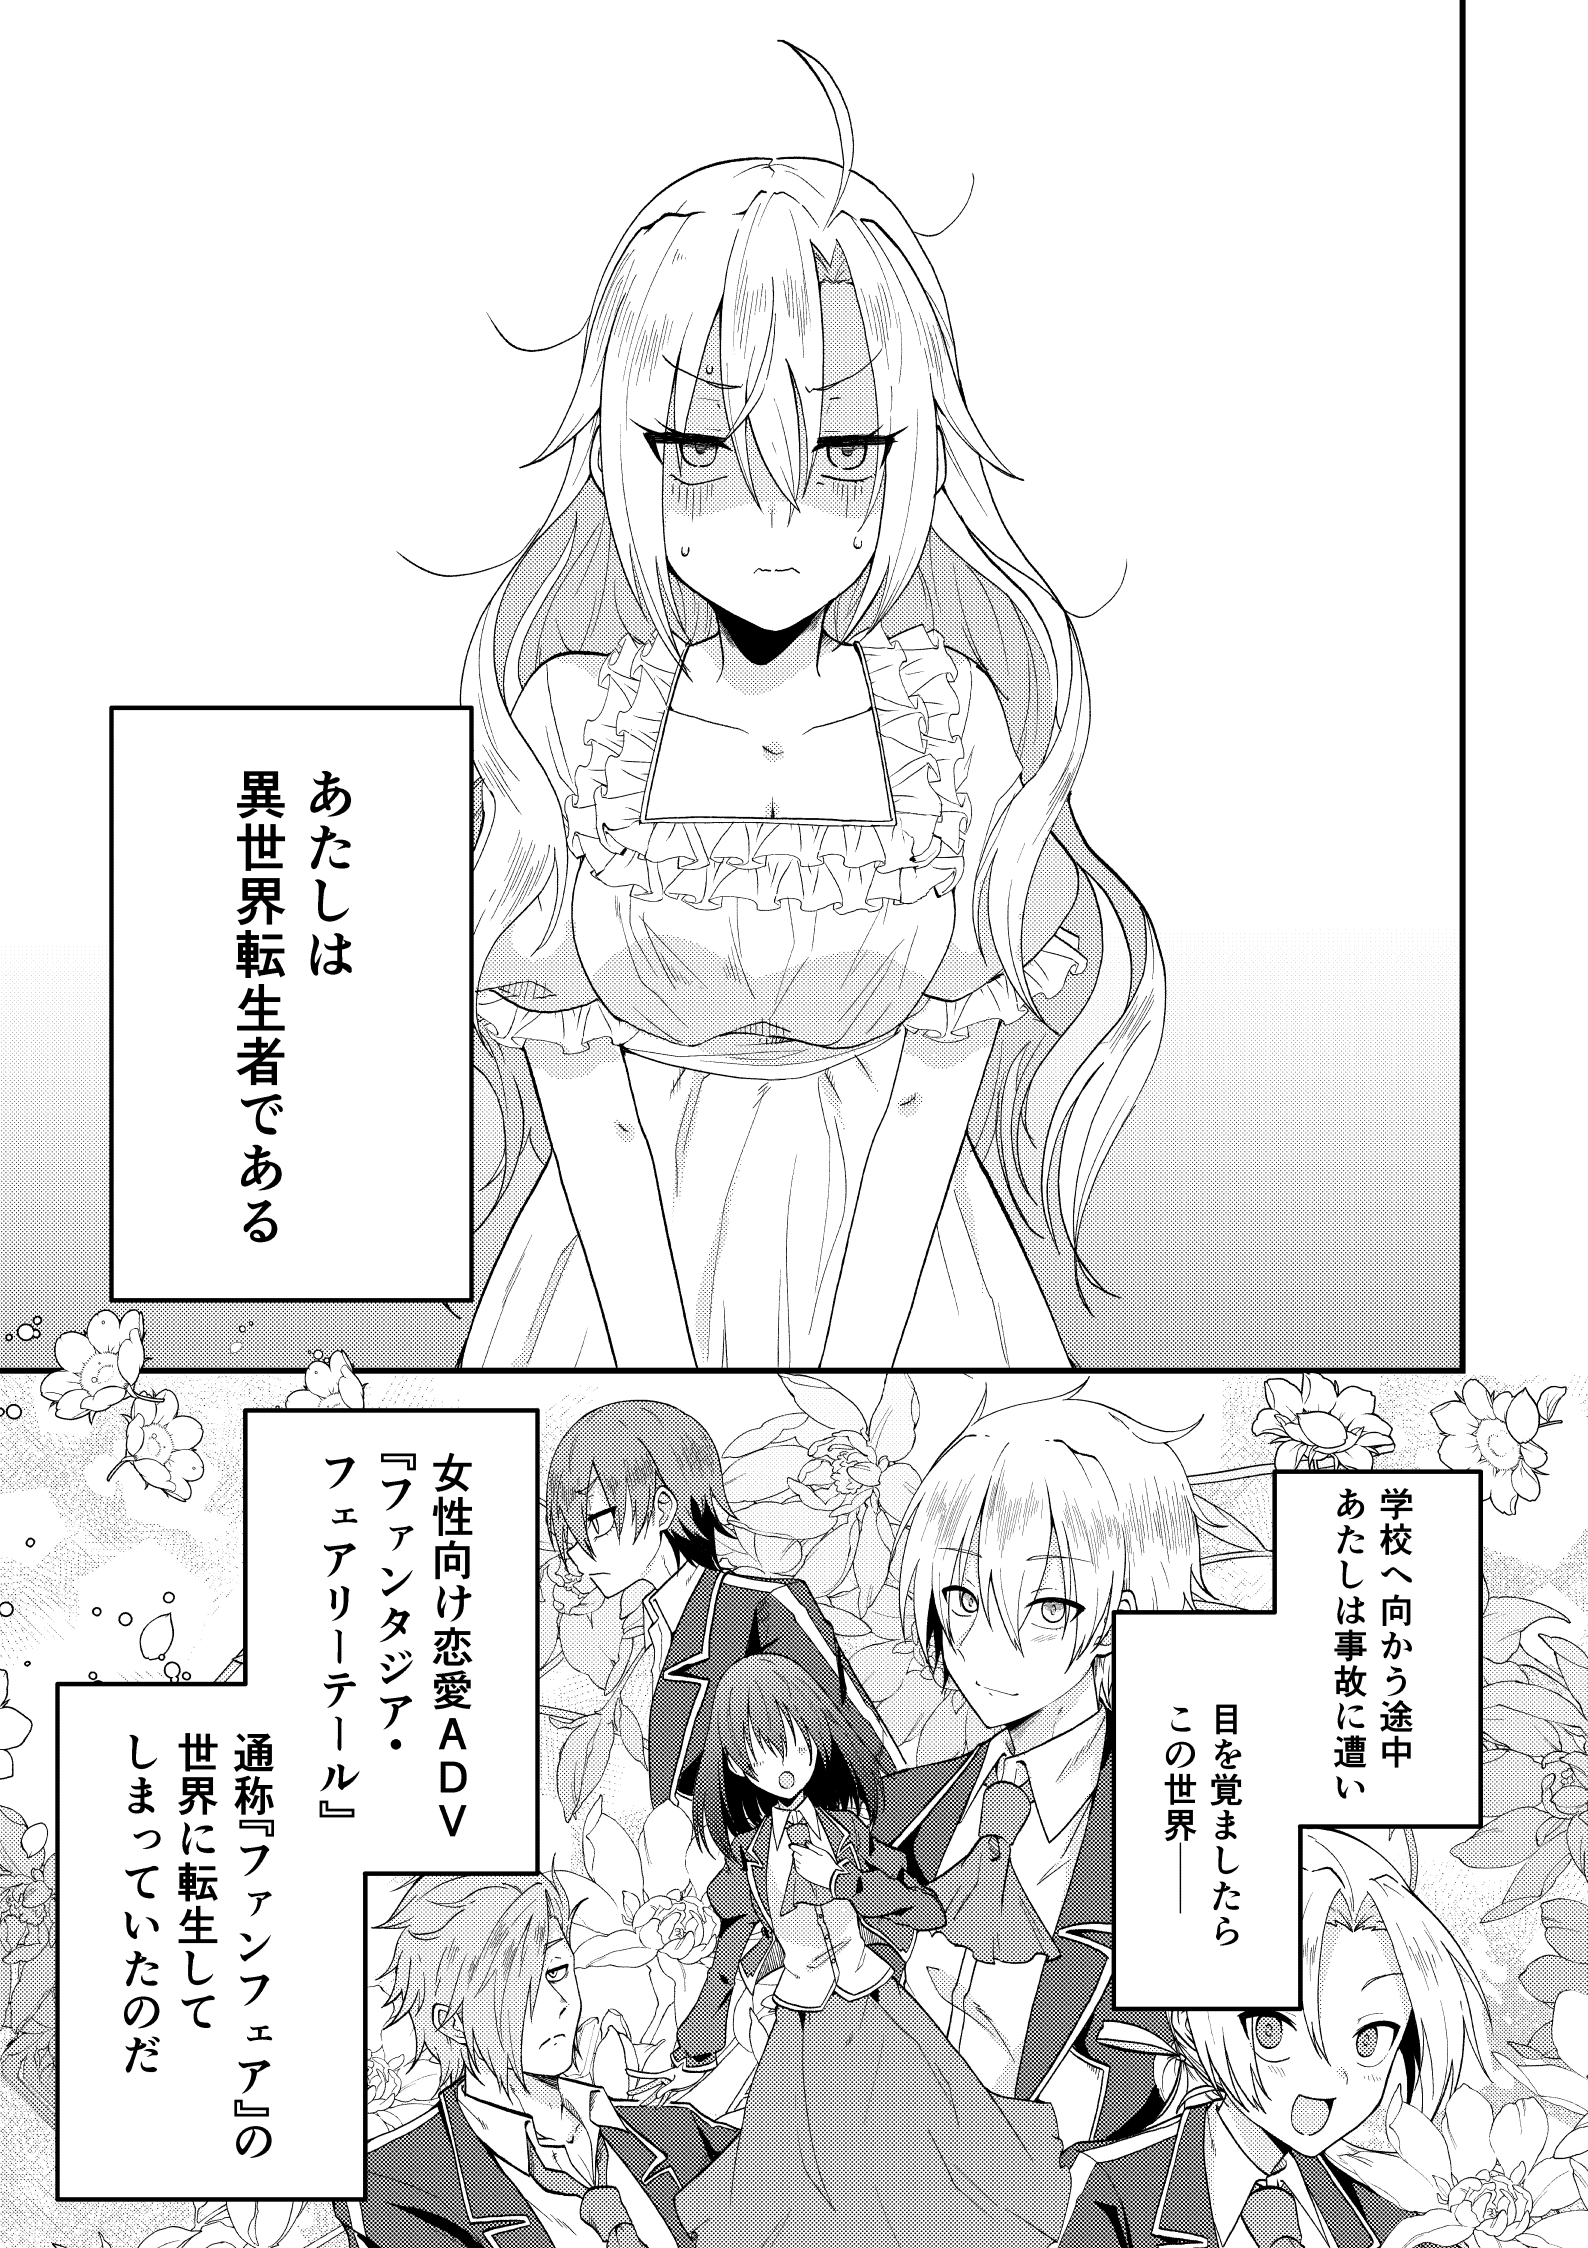 あたしは
異世界転生者である
学校へ向かう途中
あたしは事故に遭い
目を覚ましたら
この世界――
女性向け恋愛ADV
『ファンタジア・
フェアリーテール』
通称『ファンフェア』の
世界に転生して
しまっていたのだ